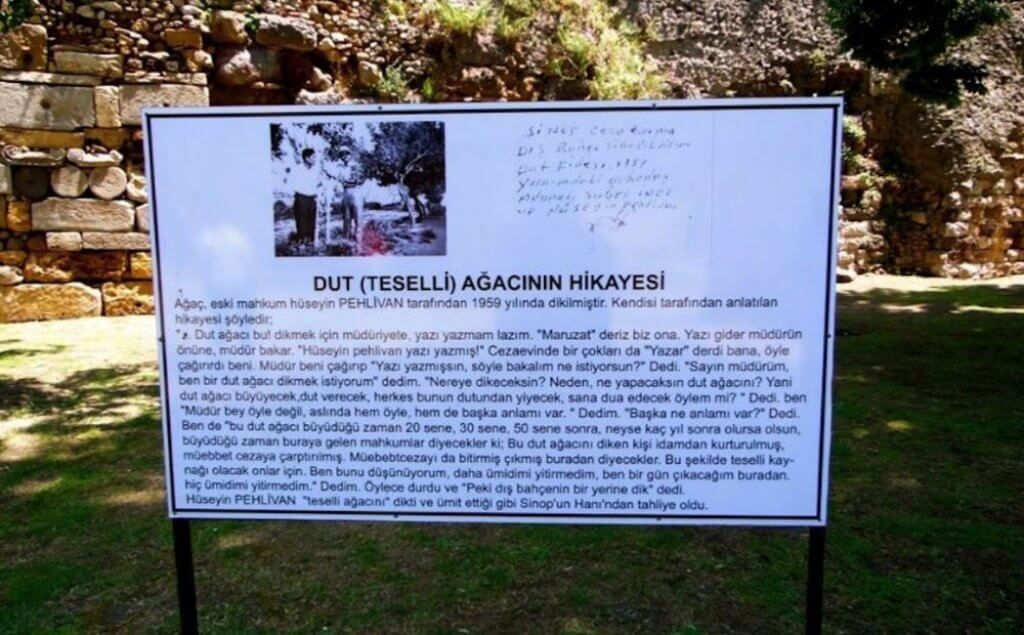 DIŞ
Dut
yanımdaki
DUT (TESELLİ) AĞACININ HİKAYESİ
Ağaç, eski mahkum hüseyin PEHLİVAN tarafından 1959 yılında dikilmiştir. Kendisi tarafından anlatılan
hikayesi şöyledir;
Dut ağacı bu! dikmek için müdüriyete, yazı yazmam lazım. "Maruzat" deriz biz ona. Yazı gider müdürün
önüne, müdür bakar. "Hüseyin pehlivan yazı yazmış!" Cezaevinde bir çokları da "Yazar" derdi bana, öyle
çağırırdı beni. Müdür beni çağırıp "Yazı yazmışsın, söyle bakalım ne istiyorsun?" Dedi. "Sayın müdürüm,
ben bir dut ağacı dikmek istiyorum" dedim. "Nereye dikeceksin? Neden, ne yapacaksın dut ağacını? Yani
dut ağacı büyüyecek,dut verecek, herkes bunun dutundan yiyecek, sana dua edecek öylem mi? " Dedi. ben
"Müdür bey öyle değil, aslında hem öyle, hem de başka anlamı var. " Dedim. "Başka ne anlamı var?" Dedi.
Ben de "bu dut ağacı büyüdüğü zaman 20 sene, 30 sene, 50 sene sonra, neyse kaç yıl sonra olursa olsun,
büyüdüğü zaman buraya gelen mahkumlar diyecekler ki; Bu dut ağacını diken kişi idamdan kurturulmuş,
müebbet cezaya çarptırılmış. Müebebtcezayı da bitirmiş çıkmış buradan diyecekler. Bu şekilde teselli kay-
nağı olacak onlar için. Ben bunu düşünüyorum, daha ümidimi yitirmedim, ben bir gün çıkacağım buradan.
hiç ümidimi yitirmedim." Dedim. Öylece durdu ve "Peki dış bahçenin bir yerine dik" dedi.
Hüseyin PEHLİVAN "teselli ağacını" dikti ve ümit ettiği gibi Sinop'un Hanı'ndan tahliye oldu.